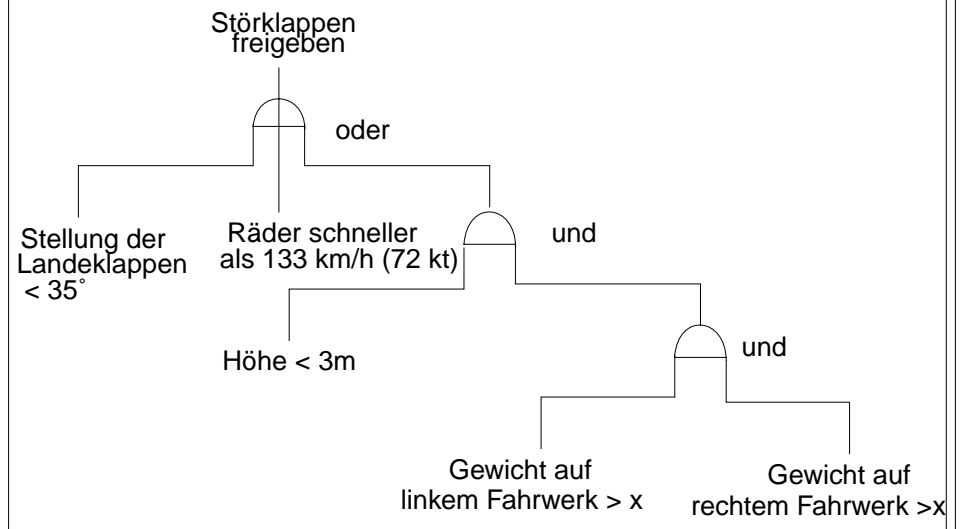 Störklappen
freigeben
oder
Stellung der
Landeklappen
< 35°
Räder schneller
als 133 km/h (72 kt)
und
Höhe < 3m
und
Gewicht auf
linkem Fahrwerk > x
Gewicht auf
rechtem Fahrwerk >x